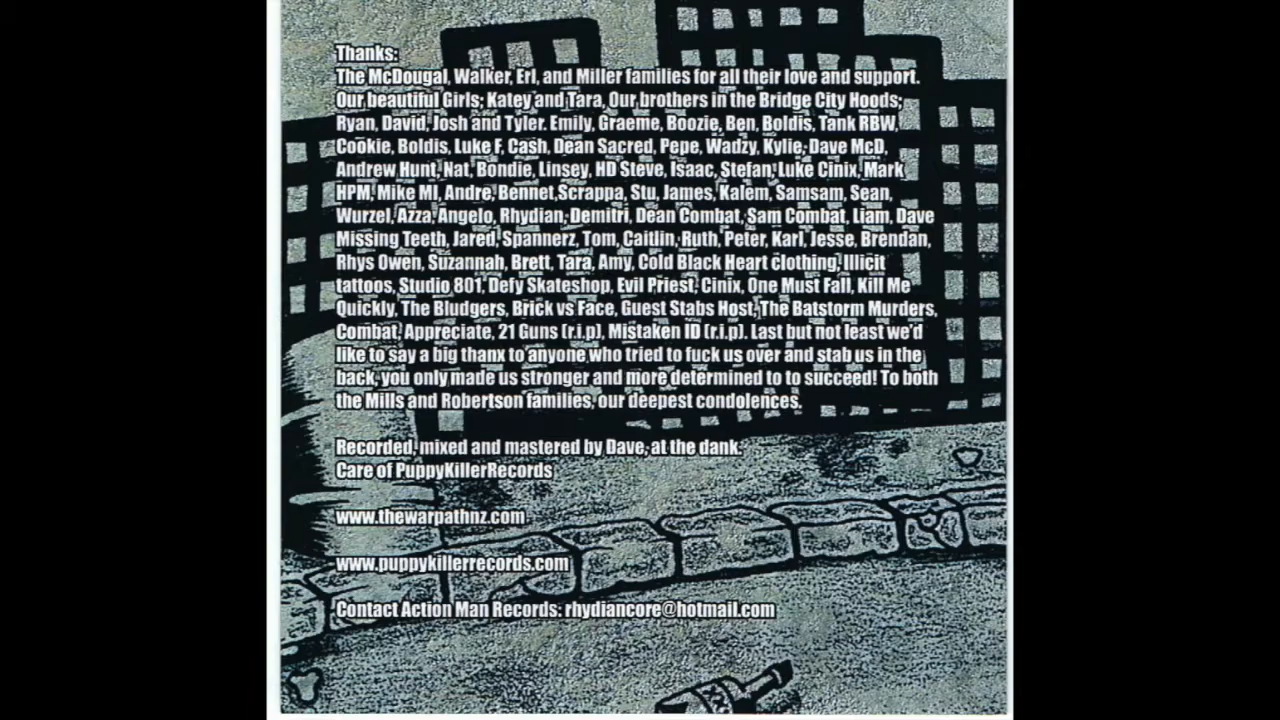 Thanks:
The McDougal, Walker, Erl, and Miller families for all their love and support.
Our beautiful Girls; Katey and Tara, Our brothers in the Bridge City Hoods;
Ryan, David, Josh and Tyler. Emily, Graeme, Boozie, Ben, Boldis, Tank RBW,
Cookie, Boldis, Luke F, Cash, Dean Sacred, Pepe, Wadzy, Kylie, Dave McD,
Andrew Hunt, Nat, Bondie, Linsey, HD Steve, Isaac, Stefan, Luke Cinix, Mark
HPM, Mike MI, Andre, Bennet,Scrappa, Stu, James, Kalem, Samsam, Sean,
Wurzel, Azza, Angelo, Rhydian, Demitri, Dean Combat, Sam Combat, Liam, Dave
Missing Teeth, Jared, Spannerz, Tom, Caitlin, Ruth, Peter, Karl, Jesse, Brendan,
Rhys Owen, Suzannah, Brett, Tara, Amy, Cold Black Heart clothing, Illicit
tattoos, Studio 801, Defy Skateshop, Evil Priest, Cinix, One Must Fall, Kill Me
Quickly, The Bludgers, Brick vs Face, Guest Stabs Host, The Batstorm Murders,
Combat, Appreciate, 21 Guns (r.i.p), Mistaken ID (r.i.p). Last but not least we'd
like to say a big thanx to anyone who tried to fuck us over and stab us in the
back, you only made us stronger and more determined to to succeed! To both
the Mills and Robertson families, our deepest condolences.
Recorded, mixed and mastered by Dave, at the dank.
Care of PuppyKillerRecords
www.thewarpathnz.com
www.puppykillerrecords.com
Contact Action Man Records: rhydiancore@hotmail.com